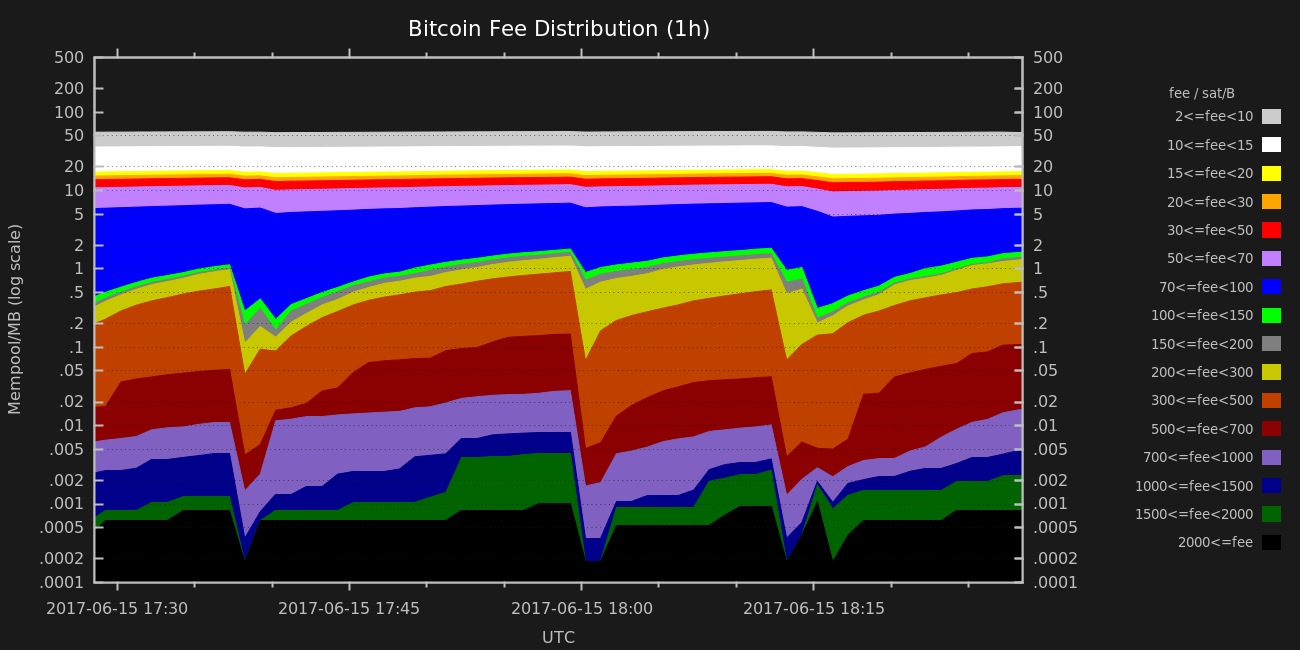 Bitcoin Fee Distribution (1h)
Mempool/MB (log scale)
500
200
100
50
20
10
5
2
1
.5
.2
.1
.05
.02
.01
.005
.002
.001
.0005
.0002
.0001
500
200
100
50
20
10
5
2
1
.5
.2
.1
.05
.02
.01
.005
.002
.001
.0005
.0002
.0001
2017-06-15 17:30
2017-06-15 17:45
2017-06-15 18:00
2017-06-15 18:15
UTC
fee / sat/B
2<=fee<10
10<=fee<15
15<=fee<20
20<=fee<30
30<=fee<50
50<=fee<70
70<=fee<100
100<=fee<150
150<=fee<200
200<=fee<300
300<=fee<500
500<=fee<700
700<=fee<1000
1000<=fee<1500
1500<=fee<2000
2000<=fee